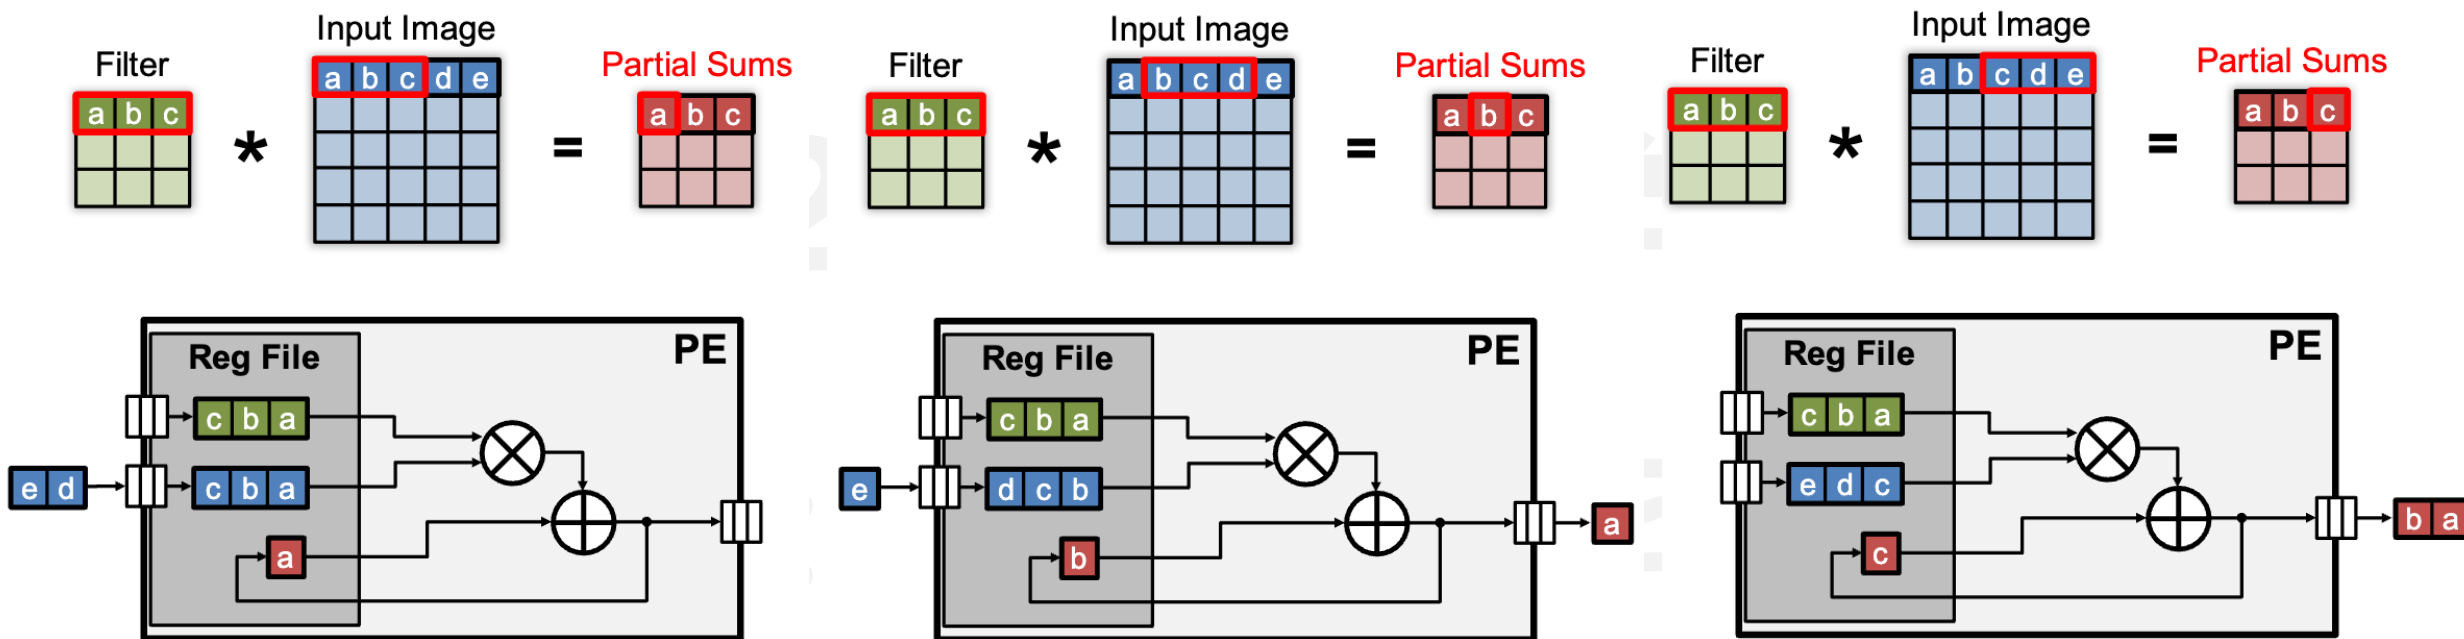 Input Image
Filter
Partial Sums
a b c d e
a b c
a b c
*
=
Reg File
PE
c b a
e d
c b a
a
Input Image
Filter
Partial Sums
a b c d e
a b c
a b c
*
=
Reg File
PE
c b a
e
d c b
a
b
Input Image
Filter
Partial Sums
a b c d e
a b c
a b c
*
=
Reg File
PE
c b a
e d c
b a
c